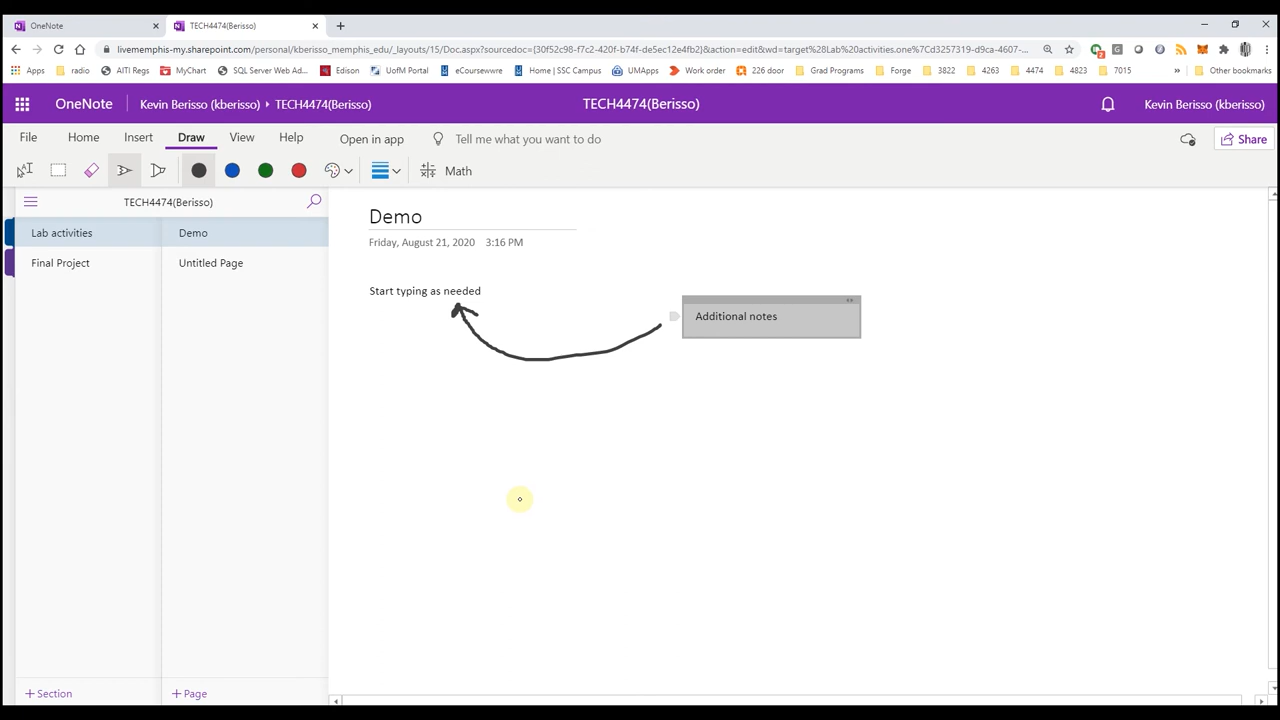 OneNote
TECH4474(Berisso)
livememphis-my.sharepoint.com/personal/kberisso_memphis_edu/_layouts/15/Doc.aspx?sourcedoc={30f52c98-f7c2-420f-b74f-de5ec12e4fb2}&action=edit&wd=target%28Lab%20activities.one%7Cd3257319-d9ca-4607-...
Apps radio AITI Regs MyChart SQL Server Web Ad... Edison UofM Portal eCoursewwre Home | SSC Campus UMApps Work order 226 door Grad Programs Forge 3822 4263 4474 4823 7015 » Other bookmarks
OneNote Kevin Berisso (kberisso) TECH4474(Berisso) TECH4474(Berisso) Kevin Berisso (kberisso)
File Home Insert Draw View Help Open in app Tell me what you want to do Share
Math
TECH4474(Berisso)
Lab activities
Final Project
Demo
Untitled Page
Demo
Friday, August 21, 2020 3:16 PM
Start typing as needed
Additional notes
+ Section + Page